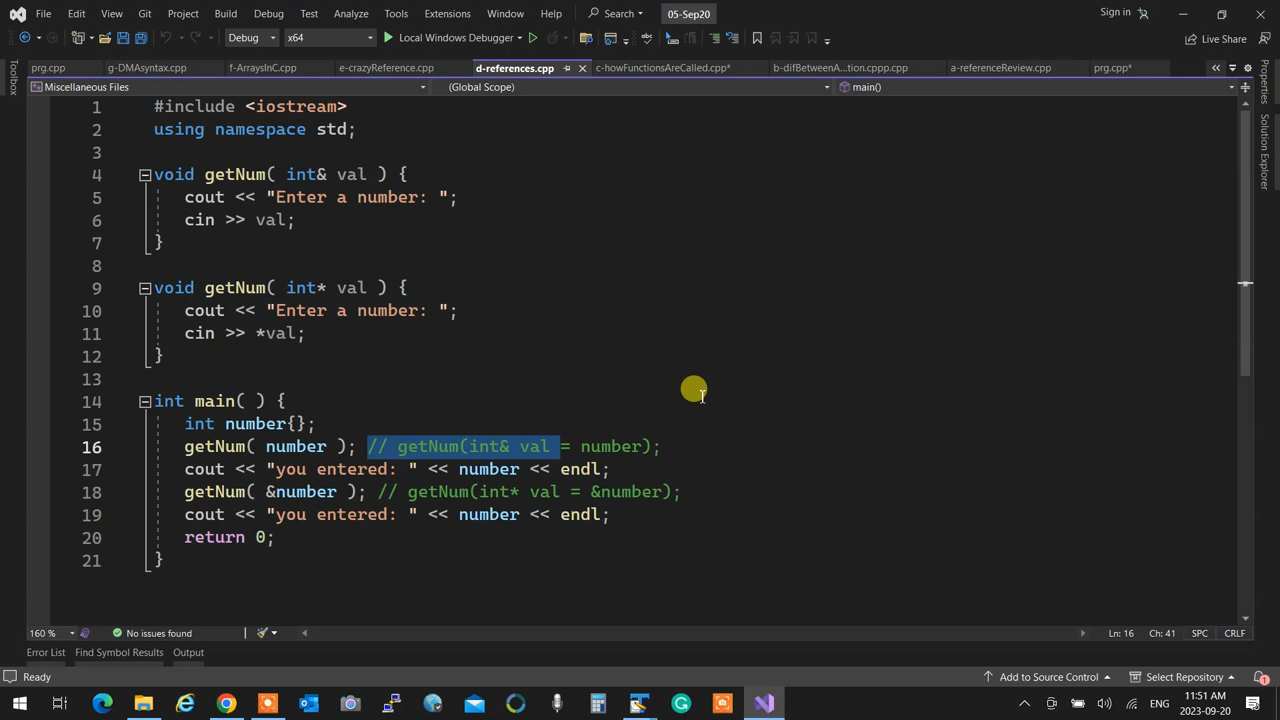 File Edit View Git Project Build Debug Test Analyze Tools Extensions Window Help Search 05-Sep20 Sign in
Debug x64 Local Windows Debugger Live Share
prg.cpp g-DMAsyntax.cpp f-ArraysInC.cpp e-crazyReference.cpp d-references.cpp c-howFunctionsAreCalled.cpp* b-difBetweenA...tion.cppp.cpp a-referenceReview.cpp prg.cpp*
Toolbox
Miscellaneous Files (Global Scope) main()
Properties
Solution Explorer
1 #include <iostream>
2 using namespace std;
3
4 void getNum( int& val ) {
5 cout << "Enter a number: ";
6 cin >> val;
7 }
8
9 void getNum( int* val ) {
10 cout << "Enter a number: ";
11 cin >> *val;
12 }
13
14 int main( ) {
15 int number{};
16 getNum( number ); // getNum(int& val = number);
17 cout << "you entered: " << number << endl;
18 getNum( &number ); // getNum(int* val = &number);
19 cout << "you entered: " << number << endl;
20 return 0;
21 }
160 % No issues found Ln: 16 Ch: 41 SPC CRLF
Error List Find Symbol Results Output
Ready Add to Source Control Select Repository 1
ENG 11:51 AM
2023-09-20